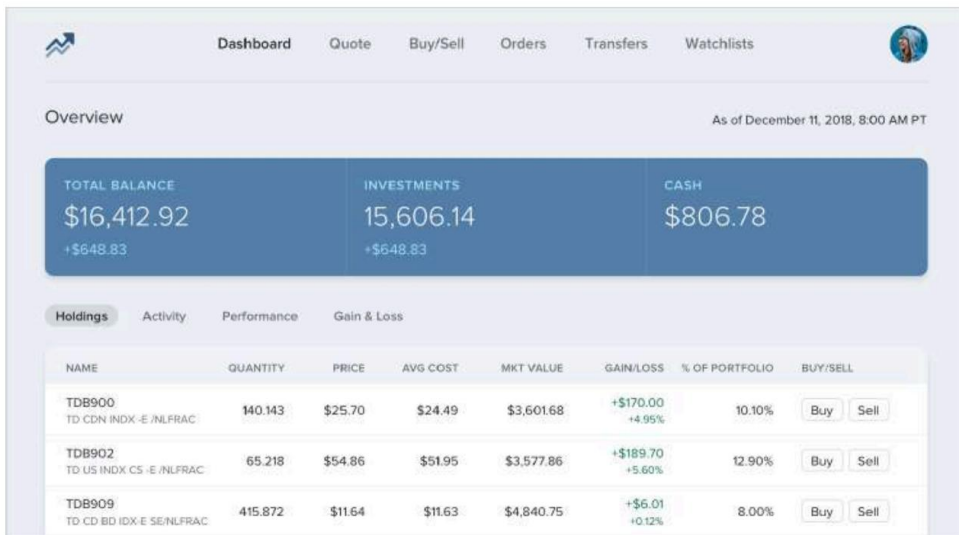 Dashboard Quote Buy/Sell Orders Transfers Watchlists
Overview As of December 11, 2018, 8:00 AM PT
TOTAL BALANCE INVESTMENTS CASH
$16,412.92 15,606.14 $806.78
+$648.83 +$648.83
Holdings Activity Performance Gain & Loss
NAME QUANTITY PRICE AVG COST MKT VALUE GAIN/LOSS % OF PORTFOLIO BUY/SELL
TDB900 140.143 $25.70 $24.49 $3,601.68 +$170.00 10.10% Buy Sell
TD CDN INDX -E /NLFRAC +4.95%
TDB902 65.218 $54.86 $51.95 $3,577.86 +$189.70 12.90% Buy Sell
TD US INDX CS -E /NLFRAC +5.60%
TDB909 415.872 $11.64 $11.63 $4,840.75 +$6.01 8.00% Buy Sell
TD CD BD IDX-E SE/NLFRAC +0.12%